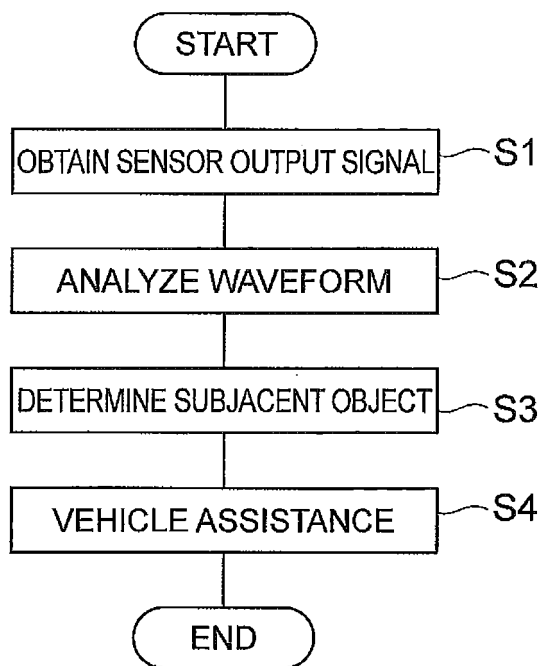 START
OBTAIN SENSOR OUTPUT SIGNAL S1
ANALYZE WAVEFORM S2
DETERMINE SUBJACENT OBJECT S3
VEHICLE ASSISTANCE S4
END